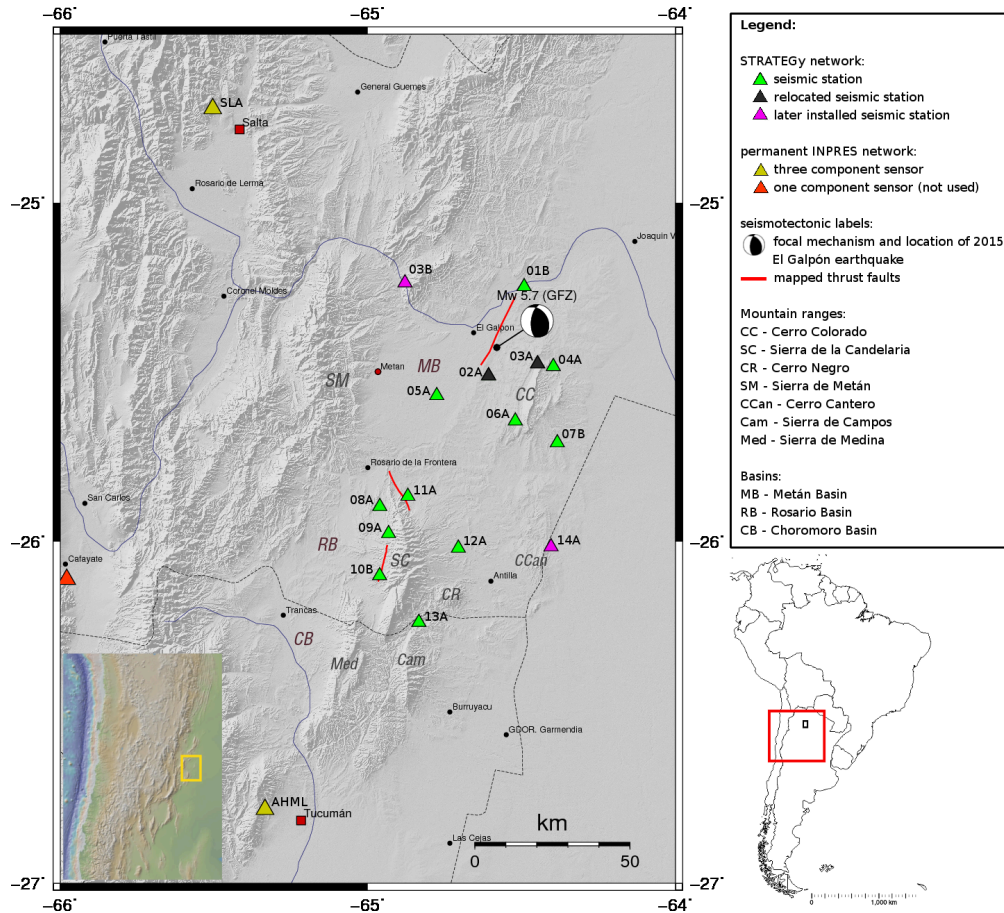 −66
−65
−64
Puerta Tastil
SLA
Salta
General Guemes
Rosario de Lerma
−25
−25
Joaquin V
03B
01B
Coronel Moldes
Mw 5.7 (GFZ)
El Galpon
03A
04A
Metan
MB
02A
SM
05A
CC
06A
07B
Rosario de la Frontera
11A
San Carlos
08A
09A
RB
12A
14A
−26
−26
SC
CCan
Cafayate
10B
Antilla
CR
Trancas
13A
CB
Med
Cam
Burruyacu
GDOR. Garmendia
AHML
Tucumán
km
Las Cejas
0
50
−27
−27
−66
−65
−64
Legend:
STRATEGy network:
seismic station
relocated seismic station
later installed seismic station
permanent INPRES network:
three component sensor
one component sensor (not used)
seismotectonic labels:
focal mechanism and location of 2015
El Galpón earthquake
mapped thrust faults
Mountain ranges:
CC - Cerro Colorado
SC - Sierra de la Candelaria
CR - Cerro Negro
SM - Sierra de Metán
CCan - Cerro Cantero
Cam - Sierra de Campos
Med - Sierra de Medina
Basins:
MB - Metán Basin
RB - Rosario Basin
CB - Choromoro Basin
0
1,000 km